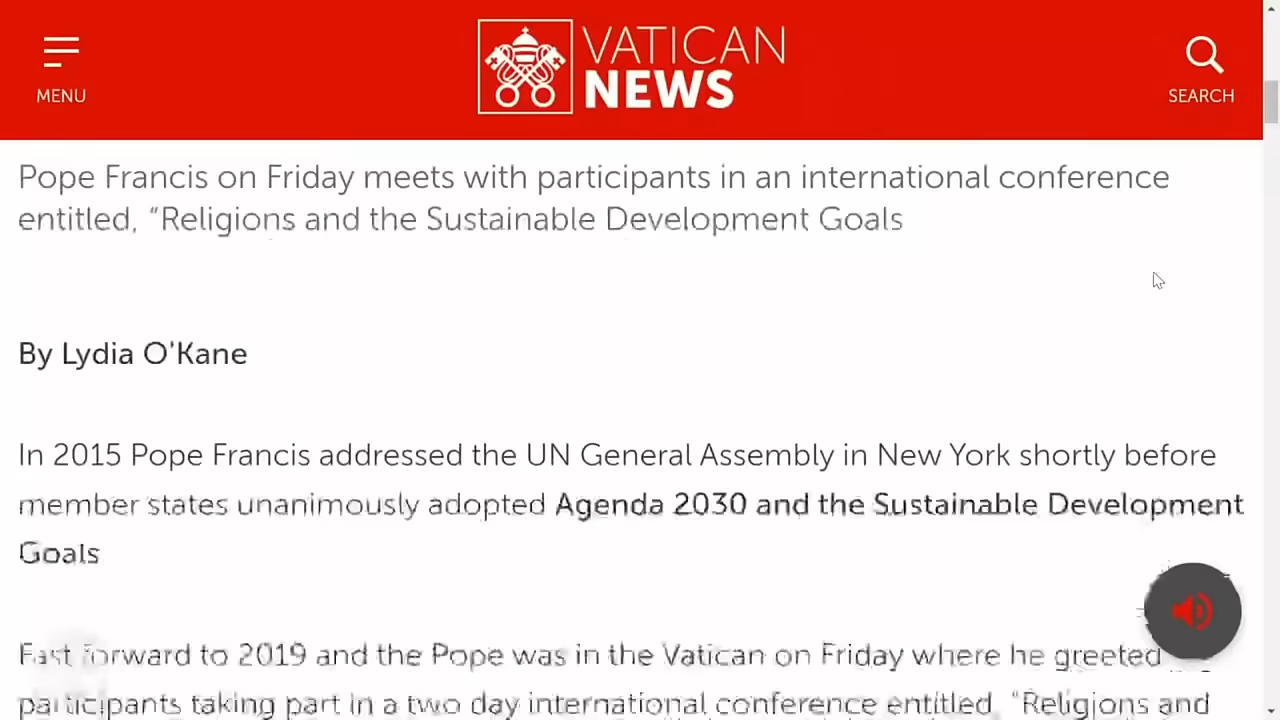 MENU
VATICAN
NEWS
SEARCH
Pope Francis on Friday meets with participants in an international conference
entitled, “Religions and the Sustainable Development Goals
By Lydia O'Kane
In 2015 Pope Francis addressed the UN General Assembly in New York shortly before
member states unanimously adopted Agenda 2030 and the Sustainable Development
Goals
Fast forward to 2019 and the Pope was in the Vatican on Friday where he greeted
participants taking part in a two day international conference entitled, “Religions and